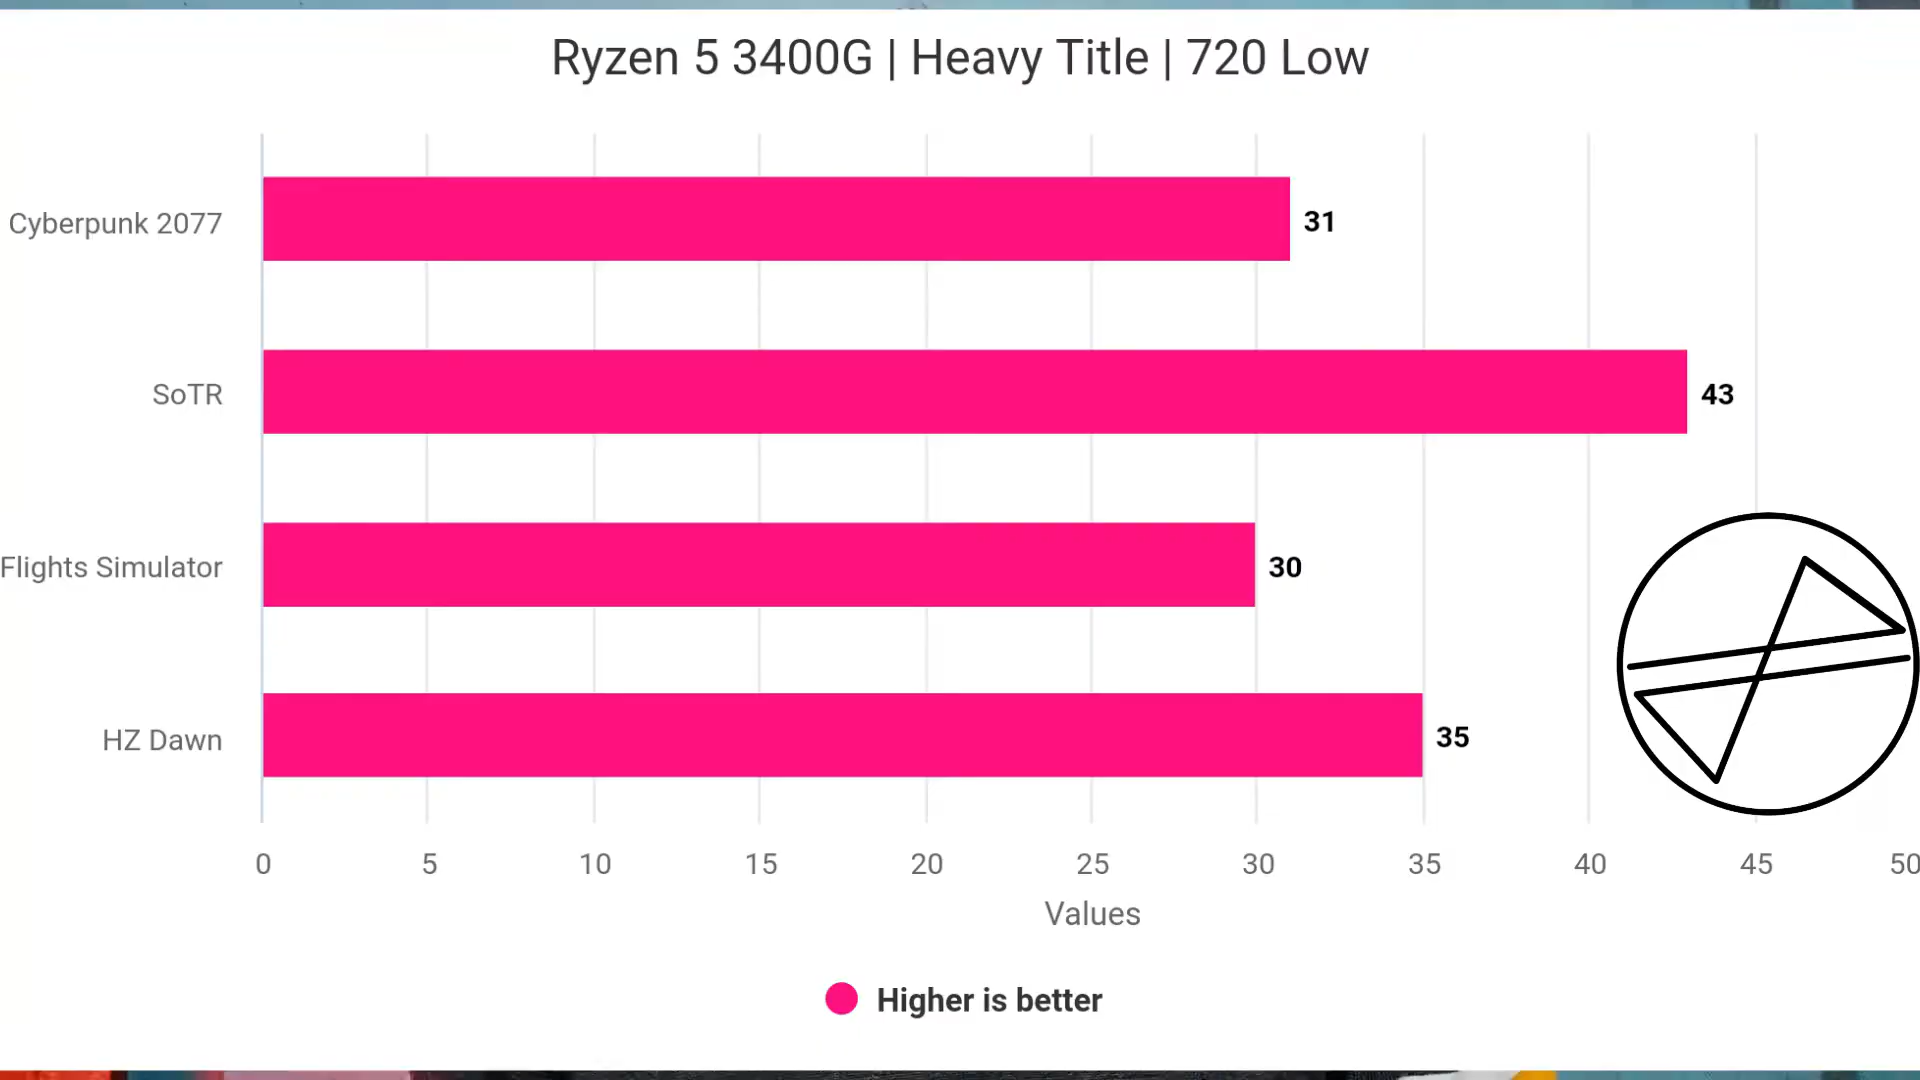 Ryzen 5 3400G | Heavy Title | 720 Low
Cyberpunk 2077
31
SoTR
43
Flights Simulator
30
HZ Dawn
35
0 5 10 15 20 25 30 35 40 45 50
Values
Higher is better